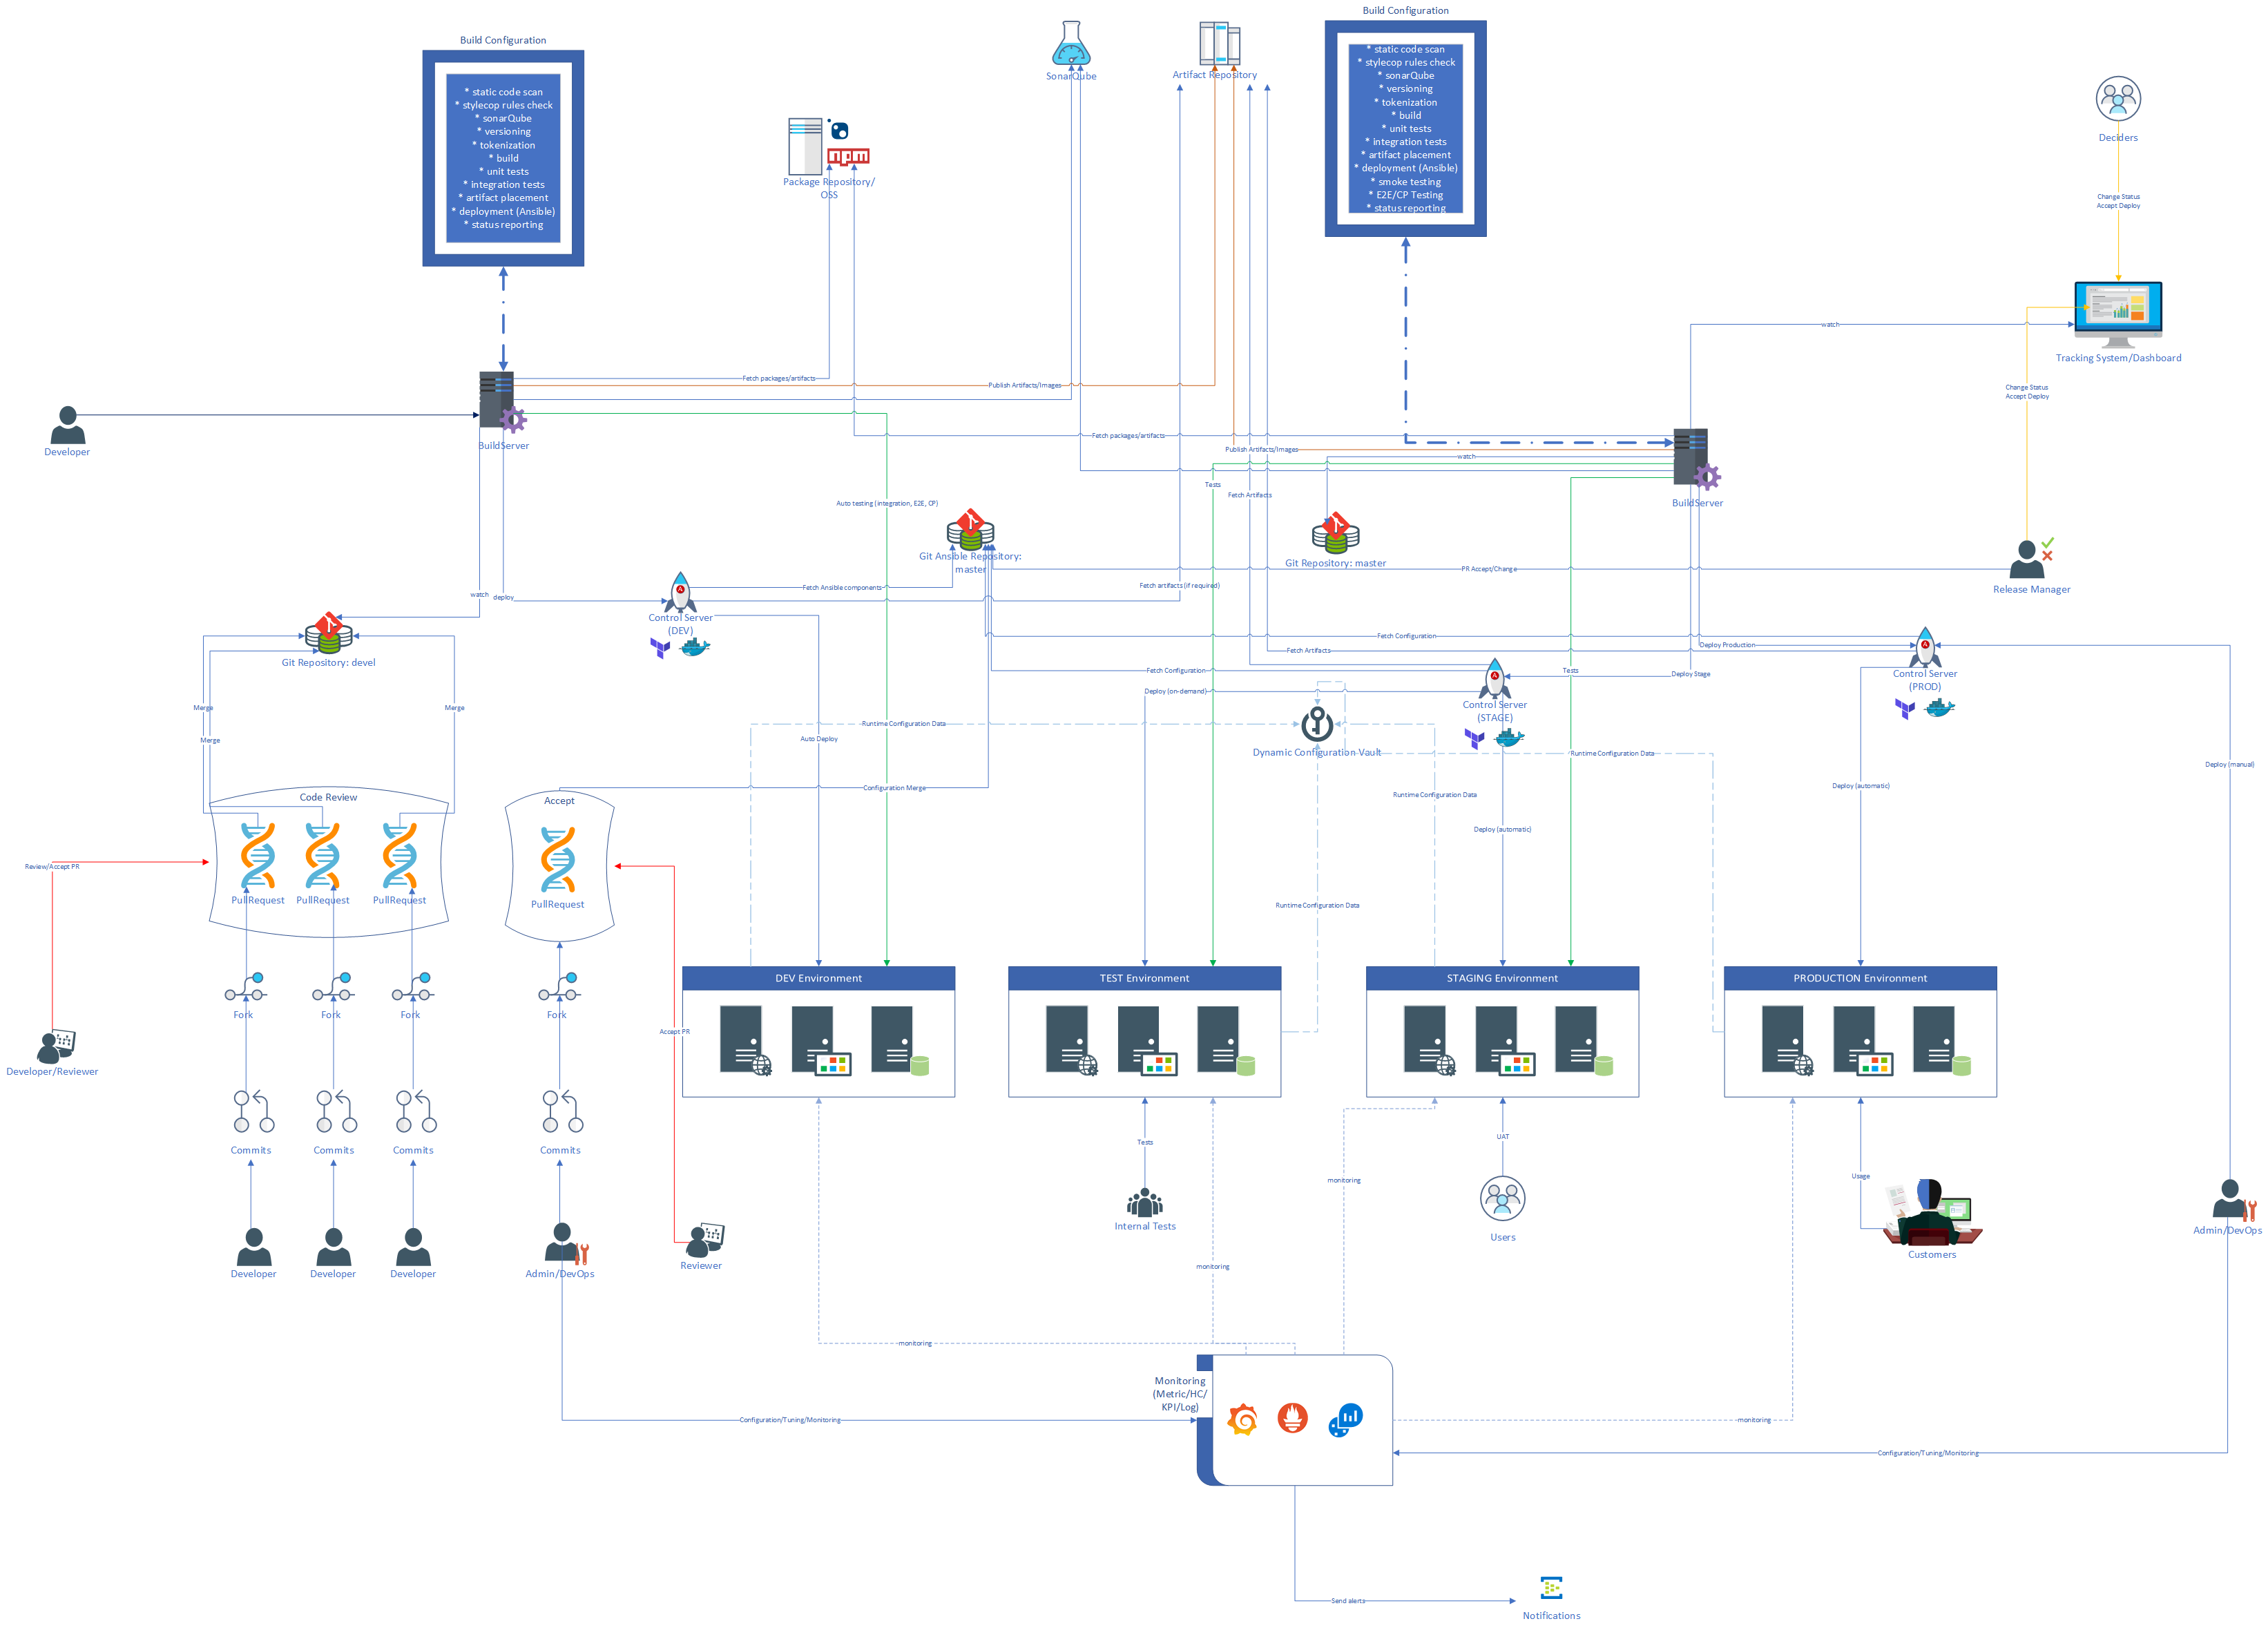 Build Configuration
* static code scan
* stylecop rules check
* sonarQube
* versioning
* tokenization
* build
* unit tests
* integration tests
* artifact placement
* deployment (Ansible)
* status reporting
SonarQube
Artifact Repository
Build Configuration
* static code scan
* stylecop rules check
* sonarQube
* versioning
* tokenization
* build
* unit tests
* integration tests
* artifact placement
* deployment (Ansible)
* smoke testing
* E2E/CP Testing
* status reporting
npm
Package Repository/
OSS
Deciders
Change Status
Accept Deploy
watch
Tracking System/Dashboard
Fetch packages/artifacts
Publish Artifacts/Images
Change Status
Accept Deploy
Developer
BuildServer
Fetch packages/artifacts
Publish Artifacts/Images
watch
Tests
Fetch Artifacts
BuildServer
Auto testing (integration, E2E, CP)
Git Ansible Repository:
master
Git Repository: master
PR Accept/Change
Release Manager
watch
deploy
Fetch Ansible components
Fetch artifacts (if required)
Control Server
(DEV)
Git Repository: devel
Fetch Configuration
Fetch Artifacts
Deploy Production
Fetch Configuration
Tests
Deploy Stage
Control Server
(PROD)
Deploy (on-demand)
Control Server
(STAGE)
Merge
Merge
Merge
Runtime Configuration Data
Auto Deploy
Dynamic Configuration Vault
Runtime Configuration Data
Deploy (manual)
Configuration Merge
Runtime Configuration Data
Deploy (automatic)
Deploy (automatic)
Code Review
Accept
Review/Accept PR
PullRequest
PullRequest
PullRequest
PullRequest
Runtime Configuration Data
DEV Environment
TEST Environment
STAGING Environment
PRODUCTION Environment
Fork
Fork
Fork
Fork
Accept PR
Developer/Reviewer
Commits
Commits
Commits
Commits
Tests
UAT
monitoring
Usage
Internal Tests
Users
Customers
Admin/DevOps
Developer
Developer
Developer
Admin/DevOps
Reviewer
monitoring
monitoring
Monitoring
(Metric/HC/
KPI/Log)
Configuration/Tuning/Monitoring
monitoring
Configuration/Tuning/Monitoring
Send alerts
Notifications